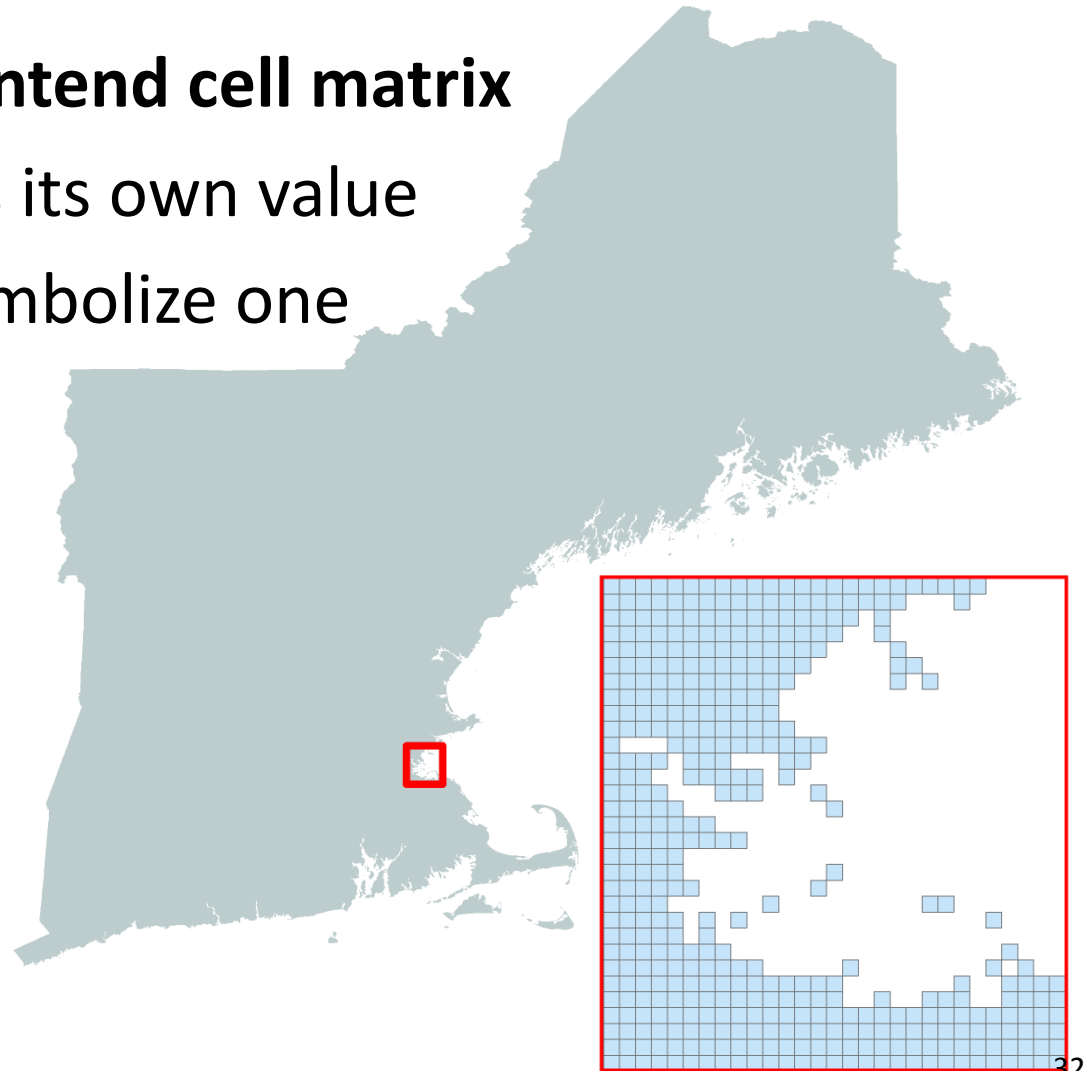 ntend cell matrix
its own value
mbolize one
32